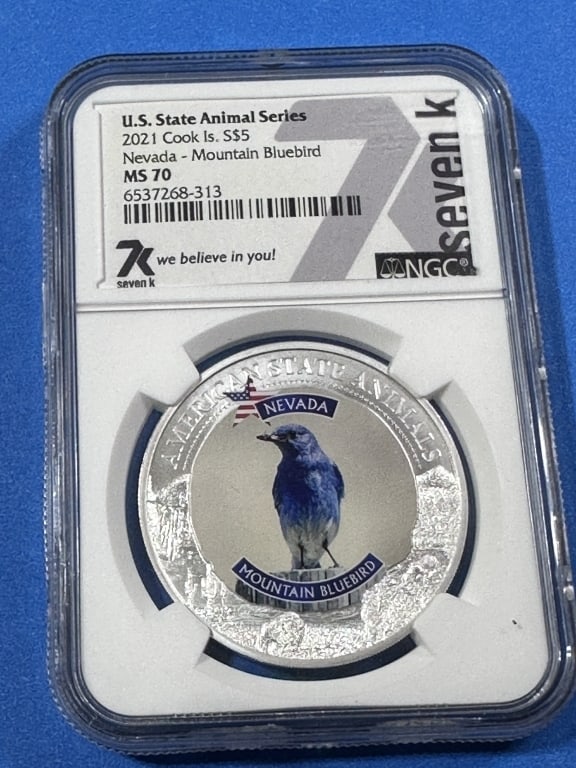 U.S. State Animal Series
2021 Cook Is. S$5
Nevada - Mountain Bluebird
MS 70
6537268-313
7K we believe in you!
seven k
7K
seven k
NGC®
AMERICAN STATE ANIMALS
NEVADA
MOUNTAIN BLUEBIRD